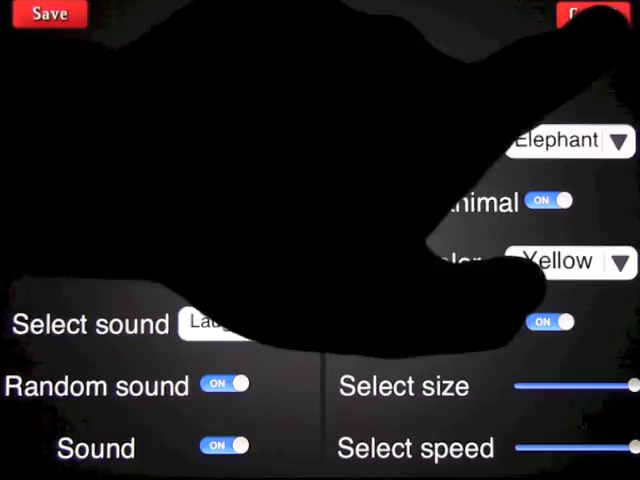 Save
Elephant
ON
Yellow
Select sound
ON
Random sound ON
Select size
Sound ON
Select speed